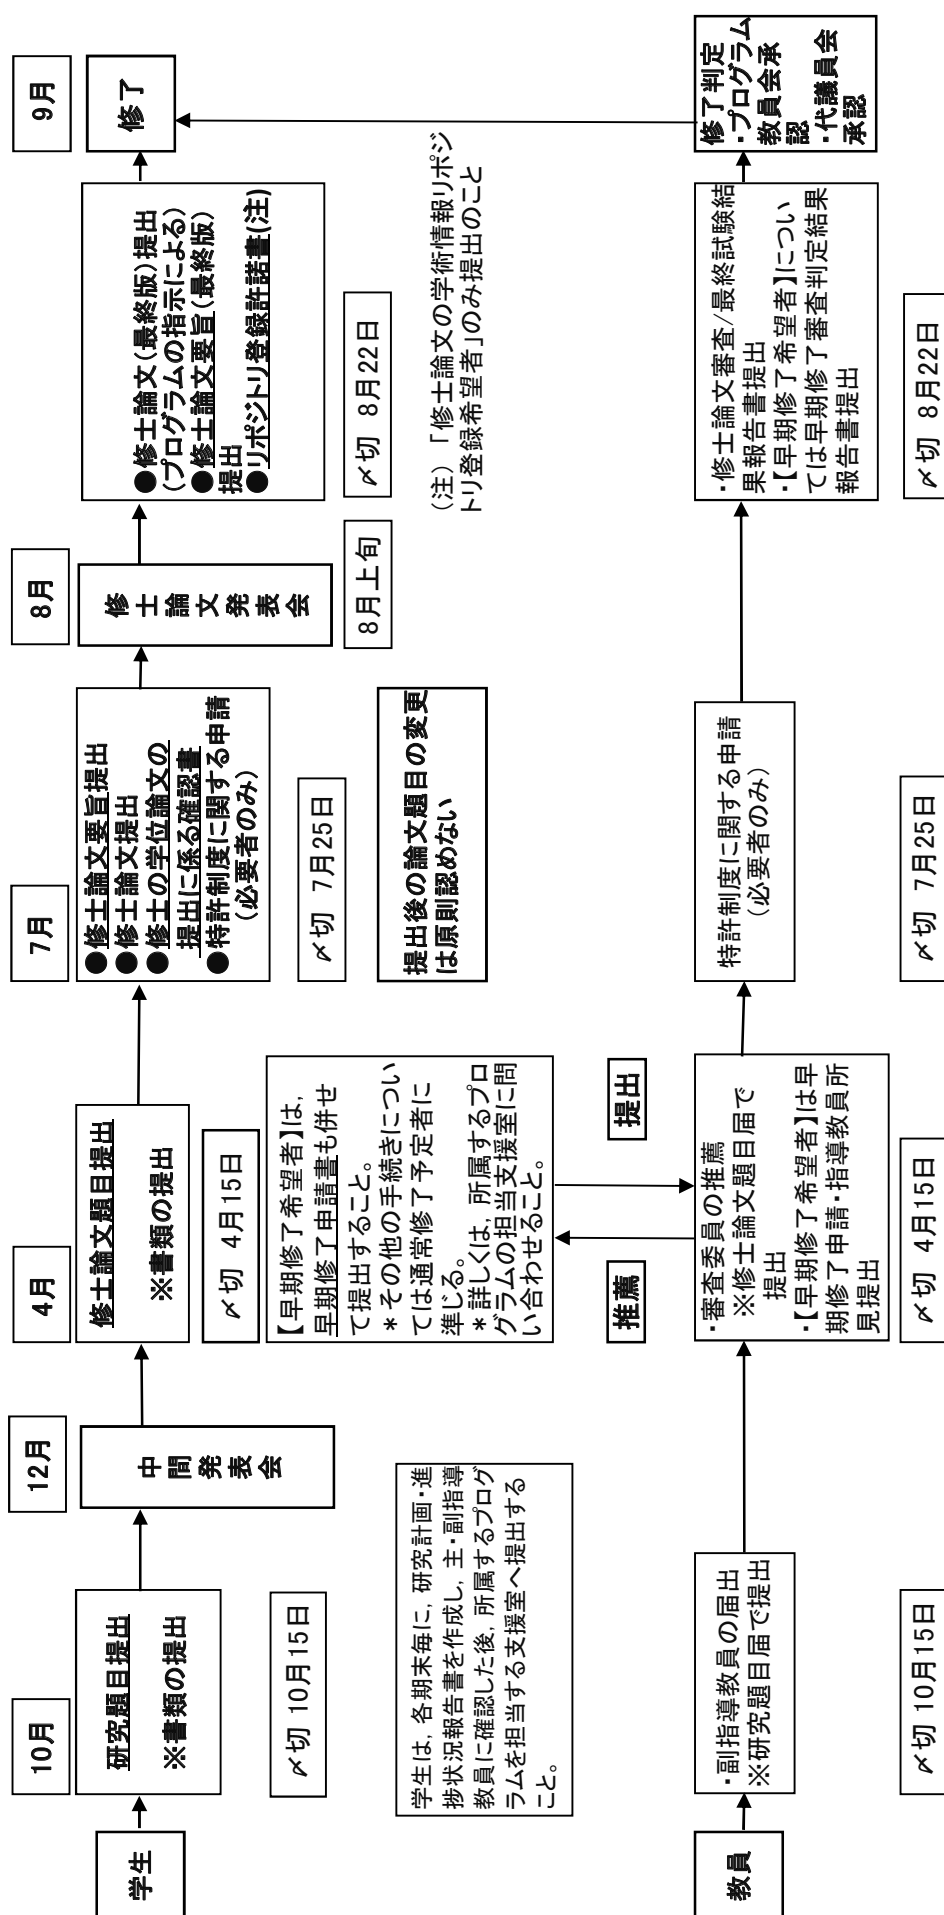 10月
12月
4月
7月
8月
9月
学生
研究題目提出
※書類の提出
〆切 10月15日
中間発表会
修士論文題目提出
※書類の提出
〆切 4月15日
【早期修了希望者】は,
早期修了申請書も併せ
て提出すること。
＊その他の手続きについ
ては通常修了予定者に
準じる。
＊詳しくは,所属するプロ
グラムの担当支援室に問
い合わせること。
●修士論文要旨提出
●修士論文提出
●修士の学位論文の
提出に係る確認書
●特許制度に関する申請
（必要者のみ）
〆切 7月25日
提出後の論文題目の変更
は原則認めない
修士論文発表会
8月上旬
●修士論文(最終版)提出
(プログラムの指示による)
●修士論文要旨(最終版)
提出
●リポジトリ登録許諾書(注)
〆切 8月22日
修了
(注)「修士論文の学術情報リポジ
トリ登録希望者」のみ提出のこと
学生は,各期末毎に,研究計画・進
捗状況報告書を作成し,主・副指導
教員に確認した後,所属するプログ
ラムを担当する支援室へ提出する
こと。
推薦
提出
教員
・副指導教員の届出
※研究題目届で提出
〆切 10月15日
・審査委員の推薦
※修士論文題目届で
提出
・【早期修了希望者】は早
期修了申請・指導教員所
見提出
〆切 4月15日
特許制度に関する申請
（必要者のみ）
〆切 7月25日
・修士論文審査/最終試験結
果報告書提出
・【早期修了希望者】につい
ては早期修了審査判定結果
報告書提出
〆切 8月22日
修了判定
・プログラム
教員会承
認
・代議員会
承認